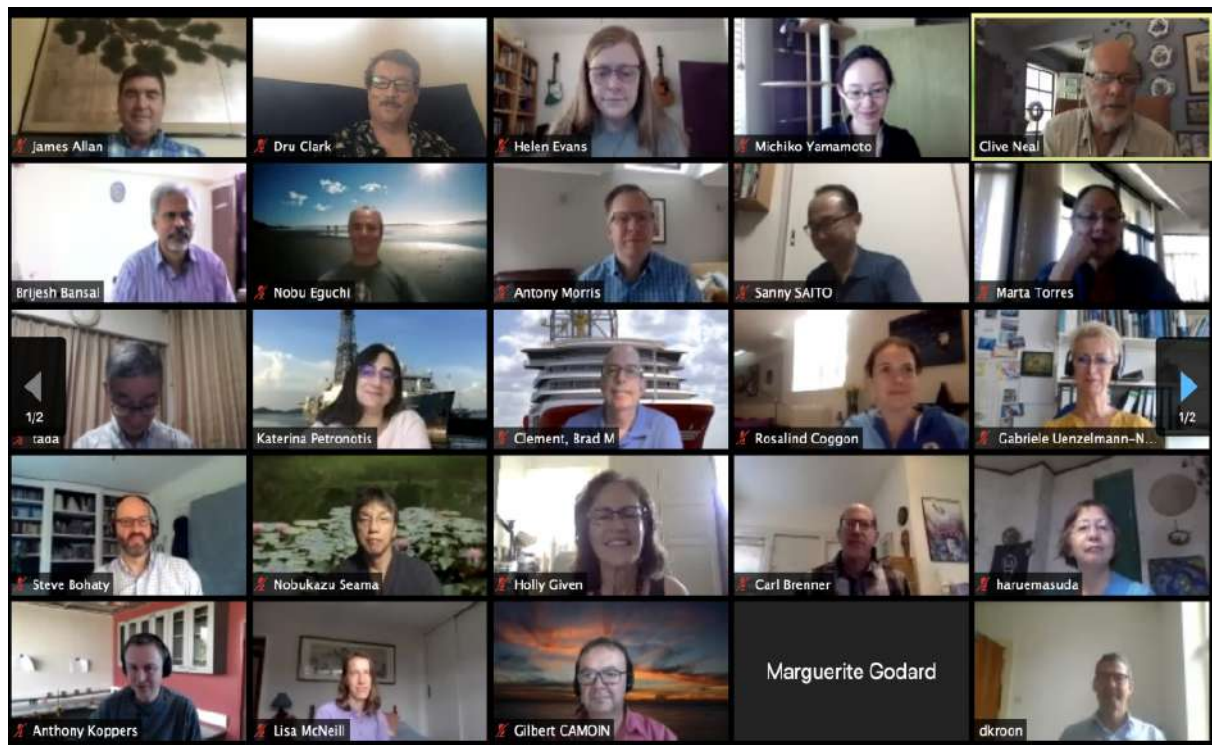 James Allan
Dru Clark
Helen Evans
Michiko Yamamoto
Clive Neal
Brijesh Bansal
Nobu Eguchi
Antony Morris
Sanny SAITO
Marta Torres
1/2
tada
Katerina Petronotis
Clement, Brad M
Rosalind Coggon
Gabriele Uenzelmann-N...
1/2
Steve Bohaty
Nobukazu Seama
Holly Given
Carl Brenner
haruemasuda
Anthony Koppers
Lisa McNeill
Gilbert CAMOIN
Marguerite Godard
dkroon